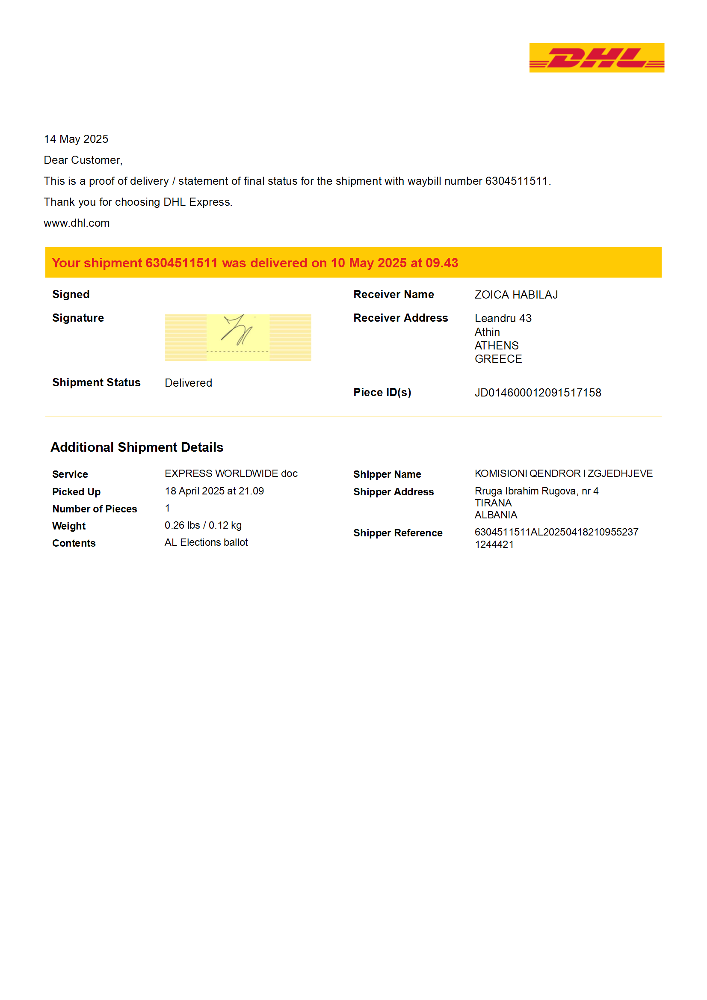 DHL
14 May 2025
Dear Customer,
This is a proof of delivery / statement of final status for the shipment with waybill number 6304511511.
Thank you for choosing DHL Express.
www.dhl.com
Your shipment 6304511511 was delivered on 10 May 2025 at 09.43
Signed
Signature
Shipment Status Delivered
Receiver Name ZOICA HABILAJ
Receiver Address Leandru 43
Athin
ATHENS
GREECE
Piece ID(s) JD014600012091517158
Additional Shipment Details
Service EXPRESS WORLDWIDE doc
Picked Up 18 April 2025 at 21.09
Number of Pieces 1
Weight 0.26 lbs / 0.12 kg
Contents AL Elections ballot
Shipper Name KOMISIONI QENDROR I ZGJEDHJEVE
Shipper Address Rruga Ibrahim Rugova, nr 4
TIRANA
ALBANIA
Shipper Reference 6304511511AL20250418210955237
1244421